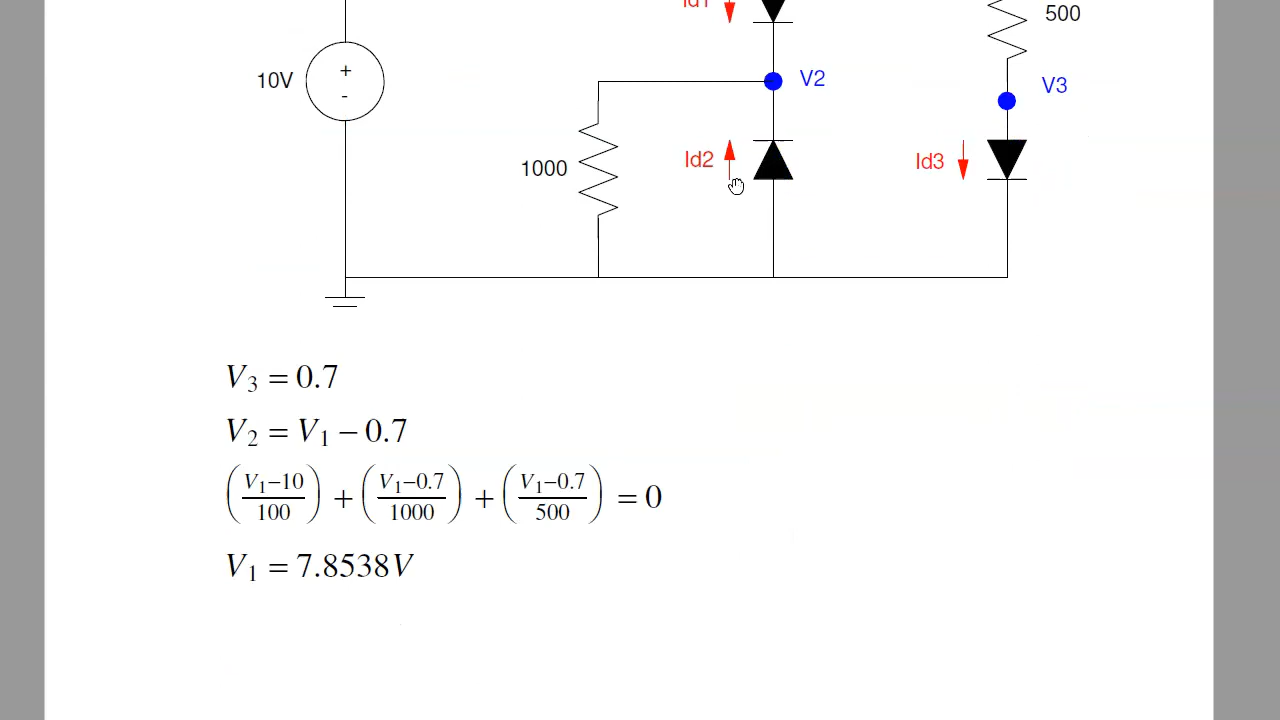 Id1
500
10V
+
-
V2
V3
1000
Id2
Id3
V₃ = 0.7
V₂ = V₁ − 0.7
(V₁−10 / 100) + (V₁−0.7 / 1000) + (V₁−0.7 / 500) = 0
V₁ = 7.8538V